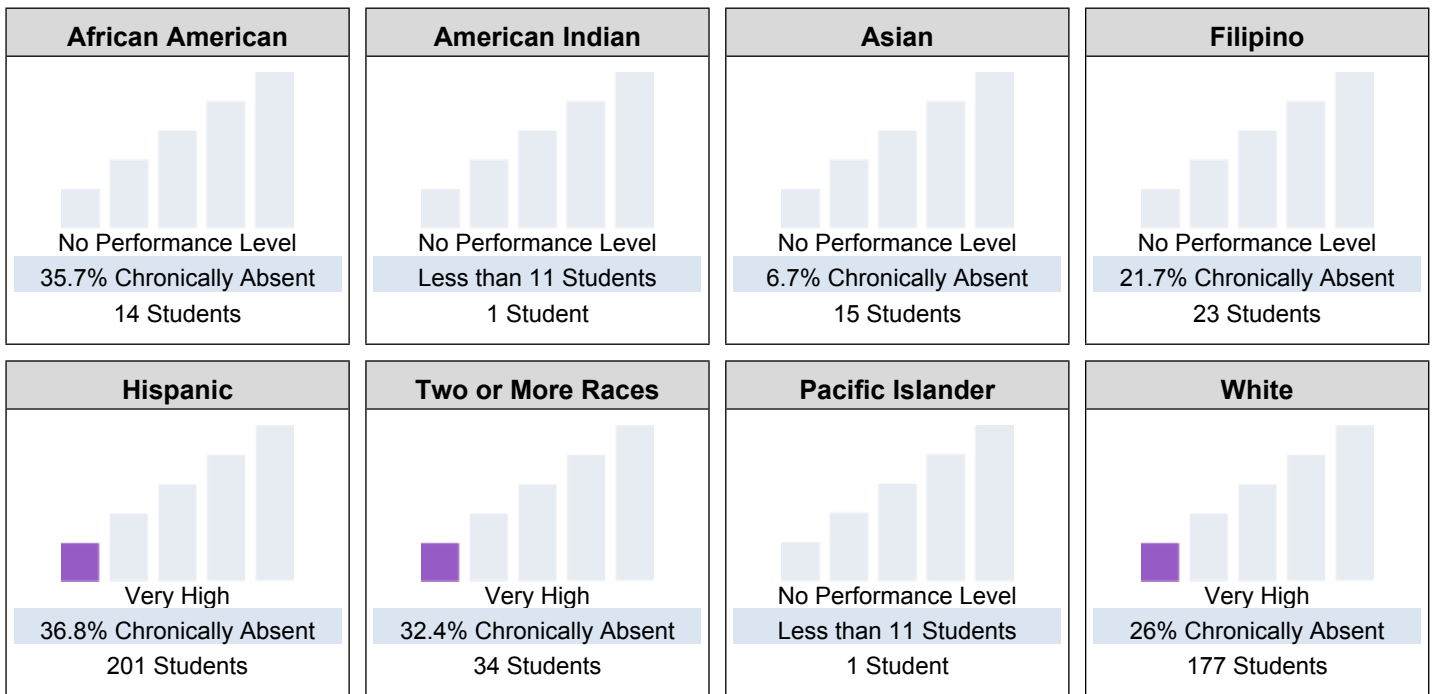 African American
No Performance Level
35.7% Chronically Absent
14 Students
American Indian
No Performance Level
Less than 11 Students
1 Student
Asian
No Performance Level
6.7% Chronically Absent
15 Students
Filipino
No Performance Level
21.7% Chronically Absent
23 Students
Hispanic
Very High
36.8% Chronically Absent
201 Students
Two or More Races
Very High
32.4% Chronically Absent
34 Students
Pacific Islander
No Performance Level
Less than 11 Students
1 Student
White
Very High
26% Chronically Absent
177 Students